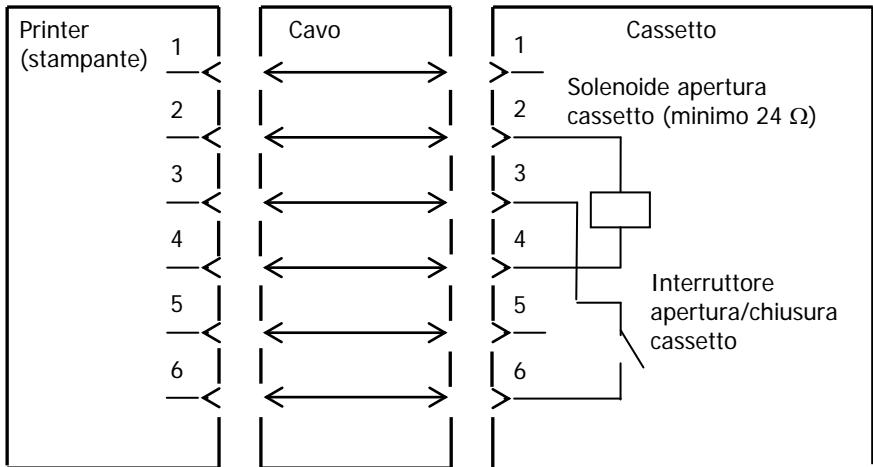 Printer
(stampante)
1
2
3
4
5
6
Cavo
Cassetto
1
2
3
4
5
6
Solenoide apertura
cassetto (minimo 24 Ω)
Interruttore
apertura/chiusura
cassetto